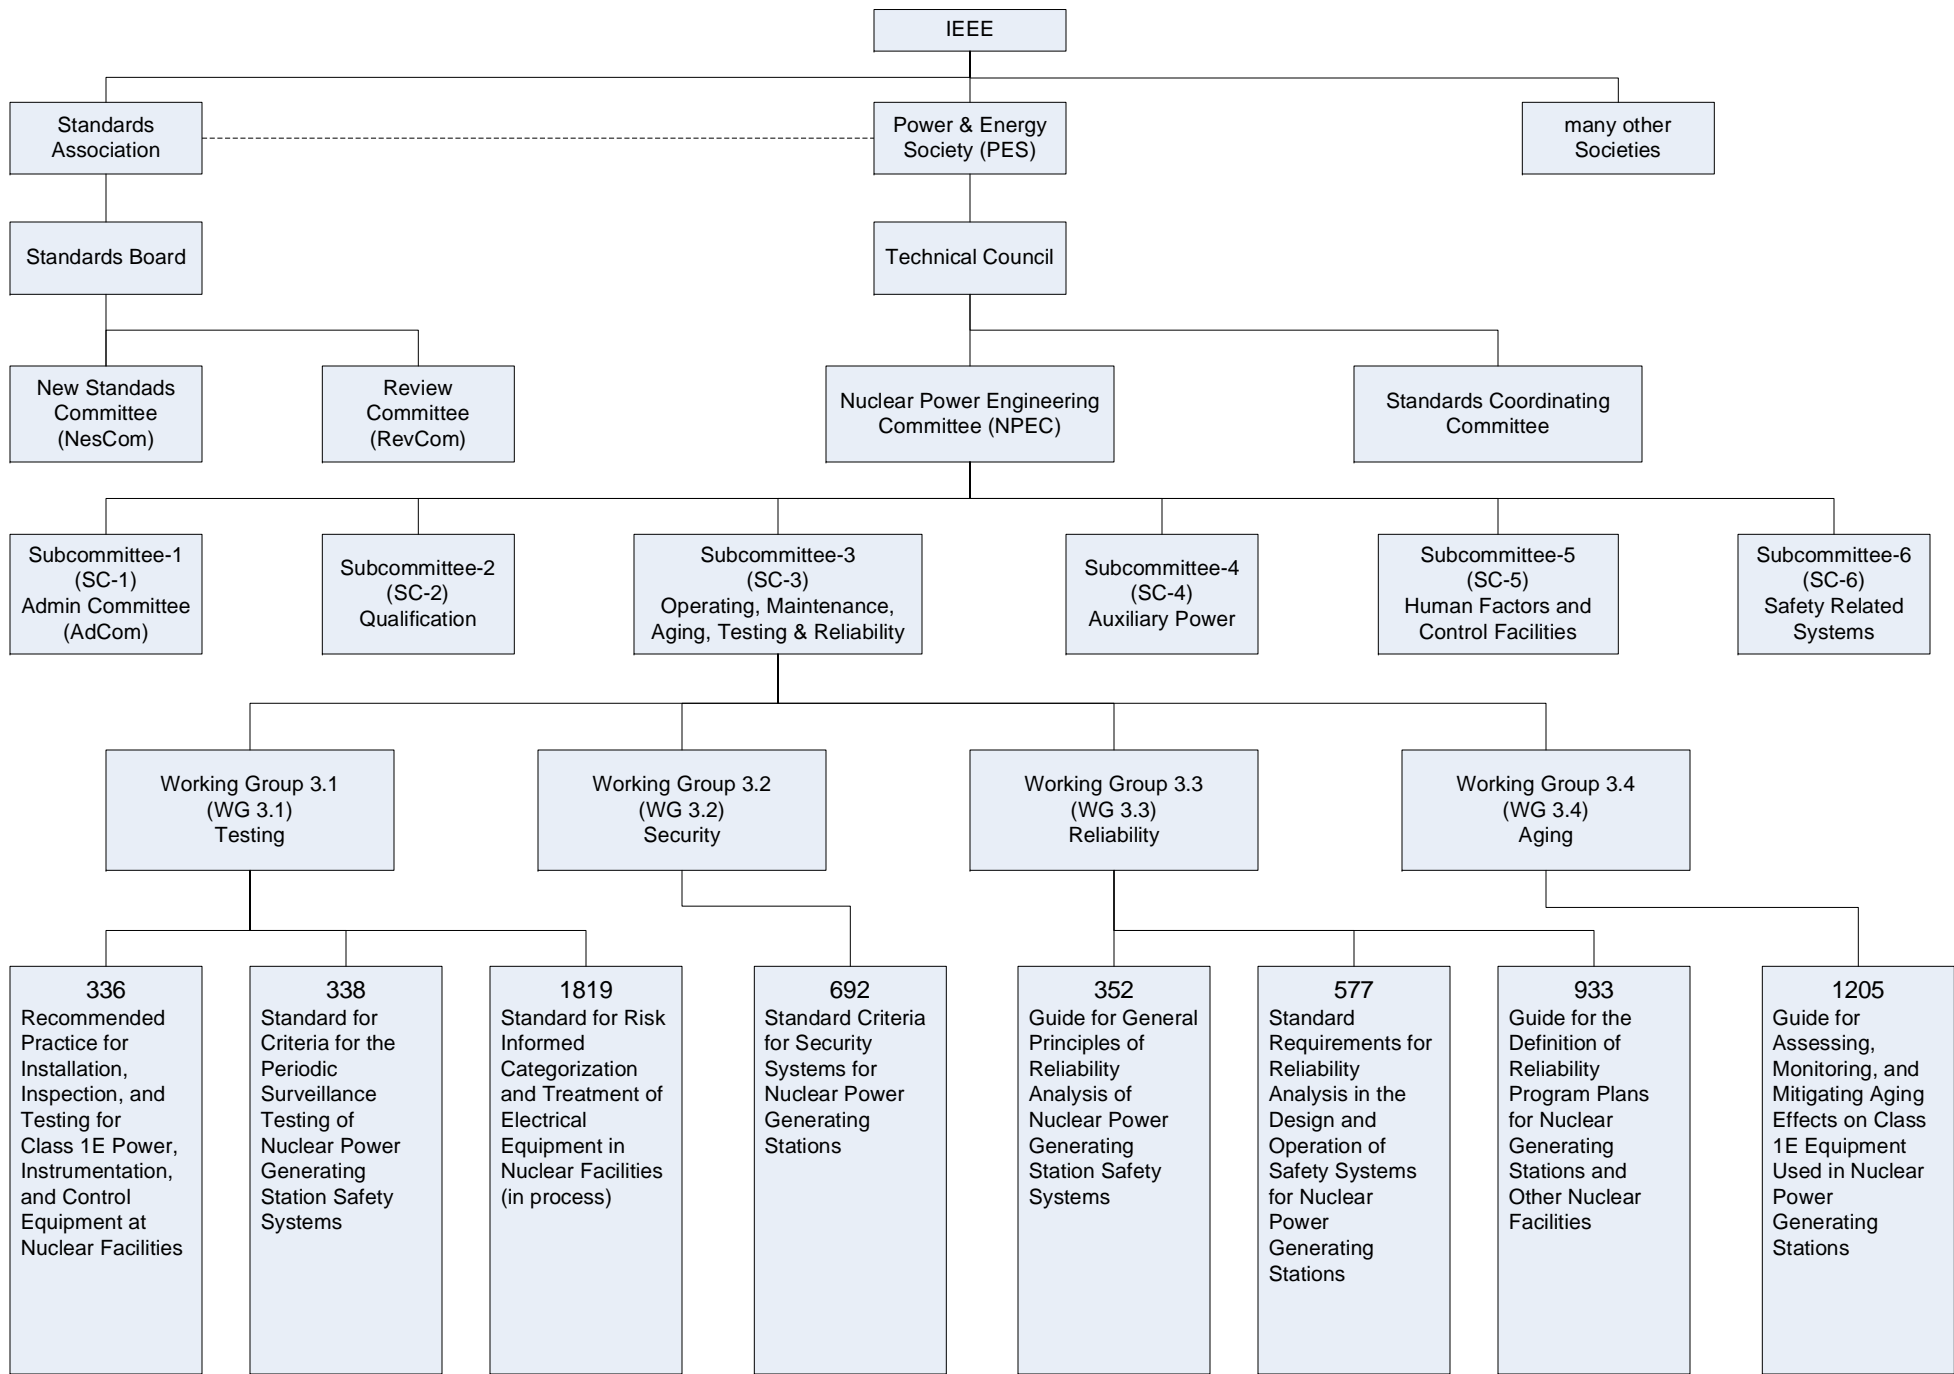 IEEE
Standards
Association
Power & Energy
Society (PES)
many other
Societies
Standards Board
Technical Council
New Standads
Committee
(NesCom)
Review
Committee
(RevCom)
Nuclear Power Engineering
Committee (NPEC)
Standards Coordinating
Committee
Subcommittee-1
(SC-1)
Admin Committee
(AdCom)
Subcommittee-2
(SC-2)
Qualification
Subcommittee-3
(SC-3)
Operating, Maintenance,
Aging, Testing & Reliability
Subcommittee-4
(SC-4)
Auxiliary Power
Subcommittee-5
(SC-5)
Human Factors and
Control Facilities
Subcommittee-6
(SC-6)
Safety Related
Systems
Working Group 3.1
(WG 3.1)
Testing
Working Group 3.2
(WG 3.2)
Security
Working Group 3.3
(WG 3.3)
Reliability
Working Group 3.4
(WG 3.4)
Aging
336
Recommended
Practice for
Installation,
Inspection, and
Testing for
Class 1E Power,
Instrumentation,
and Control
Equipment at
Nuclear Facilities
338
Standard for
Criteria for the
Periodic
Surveillance
Testing of
Nuclear Power
Generating
Station Safety
Systems
1819
Standard for Risk
Informed
Categorization
and Treatment of
Electrical
Equipment in
Nuclear Facilities
(in process)
692
Standard Criteria
for Security
Systems for
Nuclear Power
Generating
Stations
352
Guide for General
Principles of
Reliability
Analysis of
Nuclear Power
Generating
Station Safety
Systems
577
Standard
Requirements for
Reliability
Analysis in the
Design and
Operation of
Safety Systems
for Nuclear
Power
Generating
Stations
933
Guide for the
Definition of
Reliability
Program Plans
for Nuclear
Generating
Stations and
Other Nuclear
Facilities
1205
Guide for
Assessing,
Monitoring, and
Mitigating Aging
Effects on Class
1E Equipment
Used in Nuclear
Power
Generating
Stations